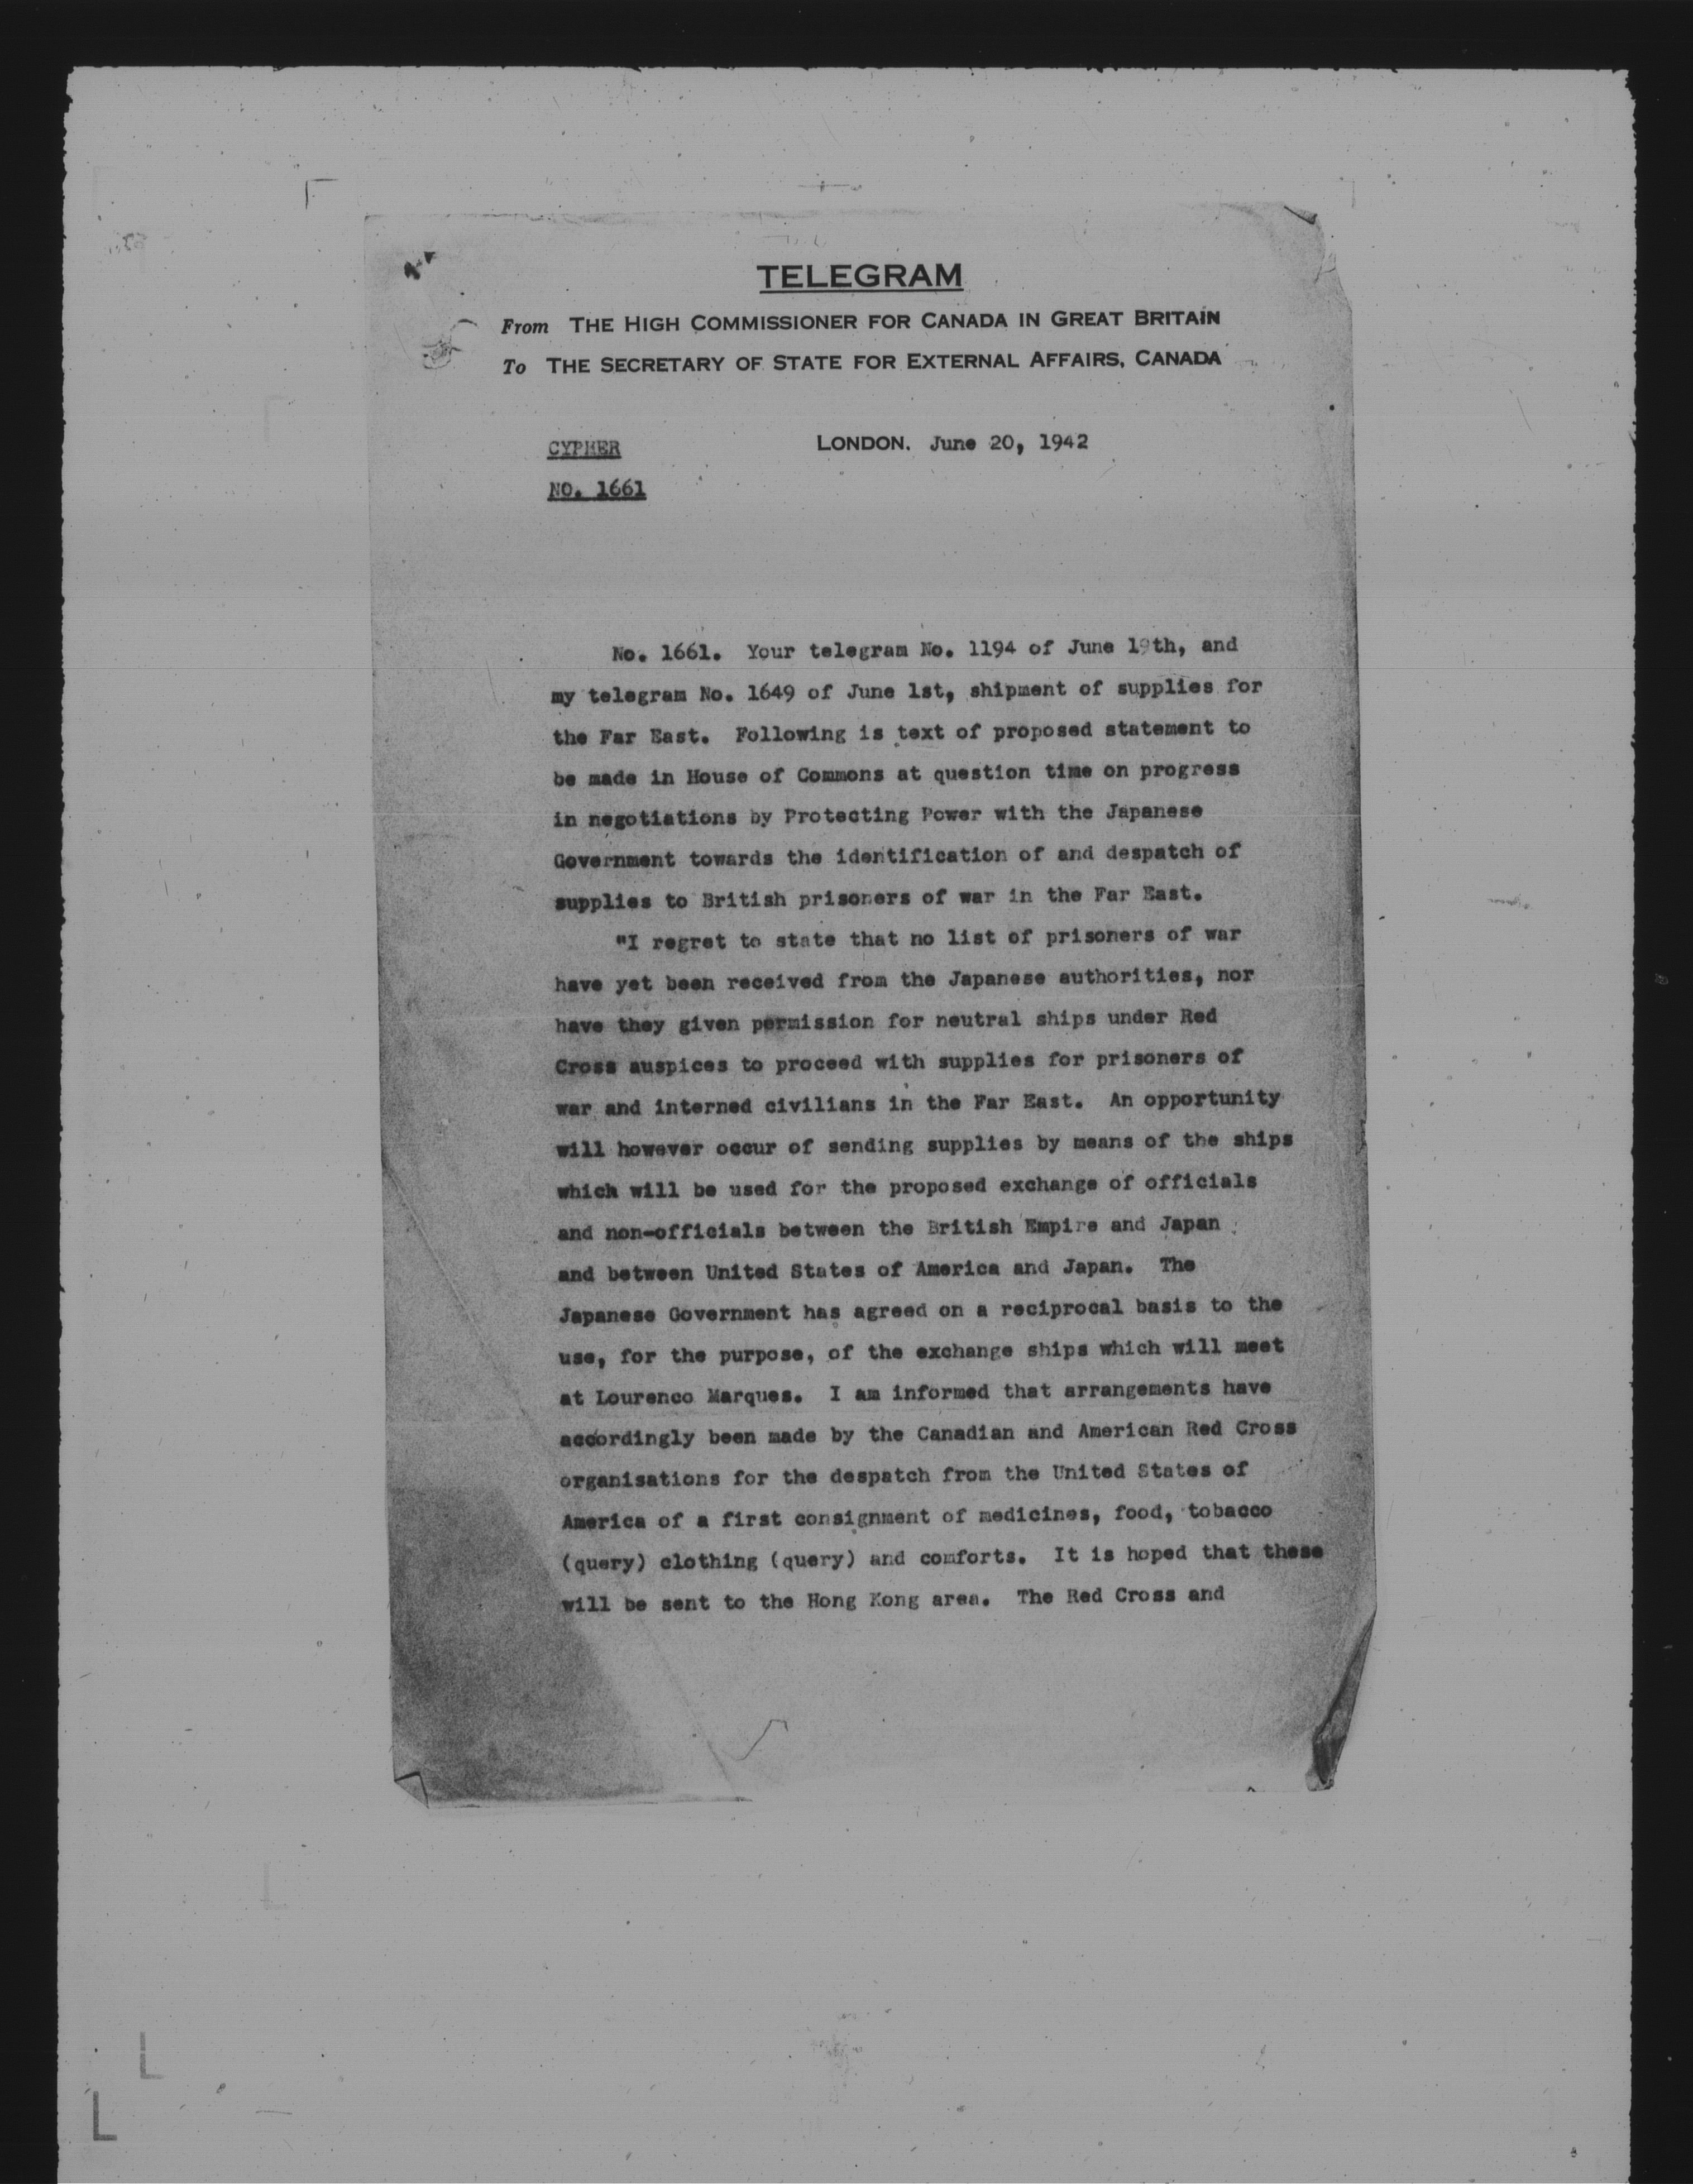 TELEGRAM
From THE HIGH COMMISSIONER FOR CANADA IN GREAT BRITAIN
To THE SECRETARY OF STATE FOR EXTERNAL AFFAIRS, CANADA
CYPHER
LONDON. June 20, 1942
NO. 1661
No. 1661. Your telegram No. 1194 of June 19th, and
my telegram No. 1649 of June 1st, shipment of supplies for
the Far East. Following is text of proposed statement to
be made in House of Commons at question time on progress
in negotiations by Protecting Power with the Japanese
Government towards the identification of and despatch of
supplies to British prisoners of war in the Far East.
"I regret to state that no list of prisoners of war
have yet been received from the Japanese authorities, nor
have they given permission for neutral ships under Red
Cross auspices to proceed with supplies for prisoners of
war and interned civilians in the Far East. An opportunity
will however occur of sending supplies by means of the ships
which will be used for the proposed exchange of officials
and non-officials between the British Empire and Japan
and between United States of America and Japan. The
Japanese Government has agreed on a reciprocal basis to the
use, for the purpose, of the exchange ships which will meet
at Lourenco Marques. I am informed that arrangements have
accordingly been made by the Canadian and American Red Cross
organisations for the despatch from the United States of
America of a first consignment of medicines, food, tobacco
(query) clothing (query) and comforts. It is hoped that these
will be sent to the Hong Kong area. The Red Cross and